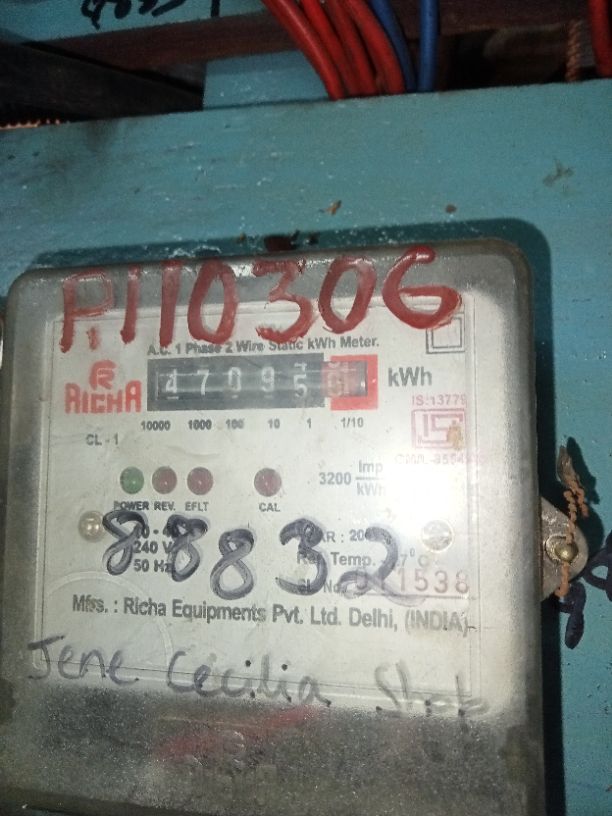 P110306
A.C. 1 Phase 2 Wire Static kWh Meter.
R
RICHA
47095 kWh
IS:13779
CL - 1
10000 1000 100 10 1 1/10
3200 Imp
kWh
POWER REV. EFLT CAL
88832
240 V
50 Hz
Temp.
1538
Mfss. : Richa Equipments Pvt. Ltd. Delhi, (INDIA)
Jene Cecilia Shop